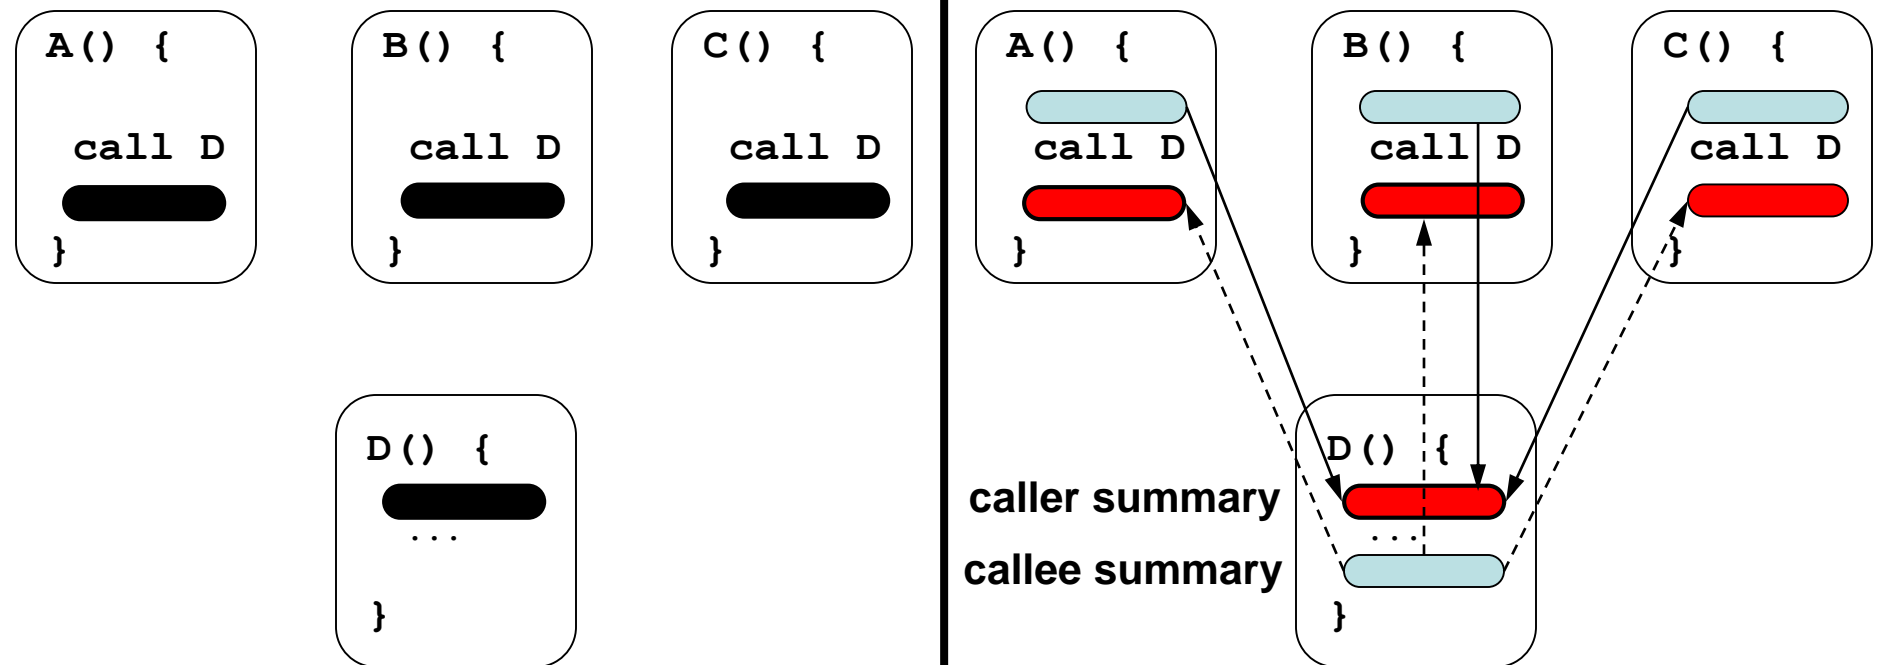 A() {
call D
}
B() {
call D
}
C() {
call D
}
D() {
...
}
A() {
call D
}
B() {
call D
}
C() {
call D
}
D() {
caller summary
...
callee summary
}